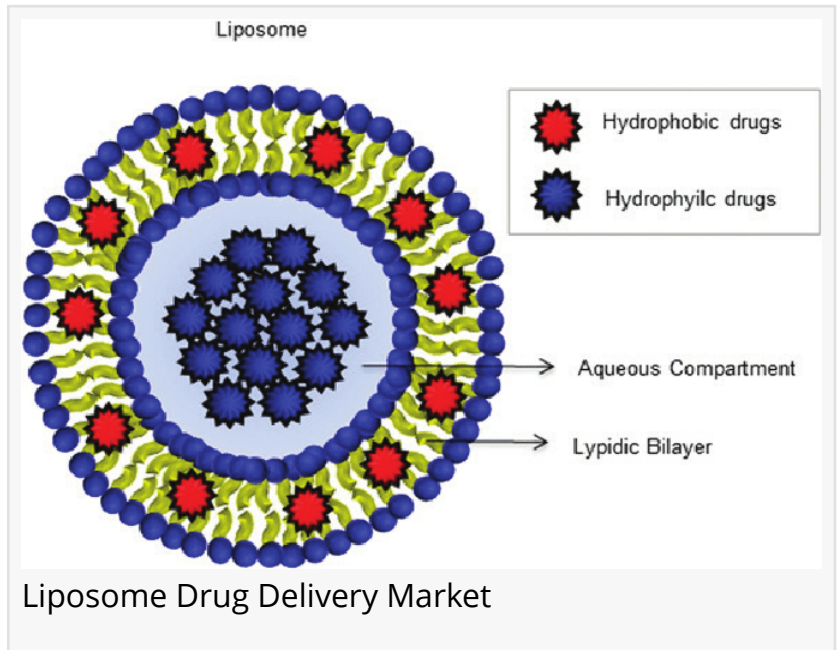 Liposome
Hydrophobic drugs
Hydrophyilc drugs
Aqueous Compartment
Lypidic Bilayer
Liposome Drug Delivery Market